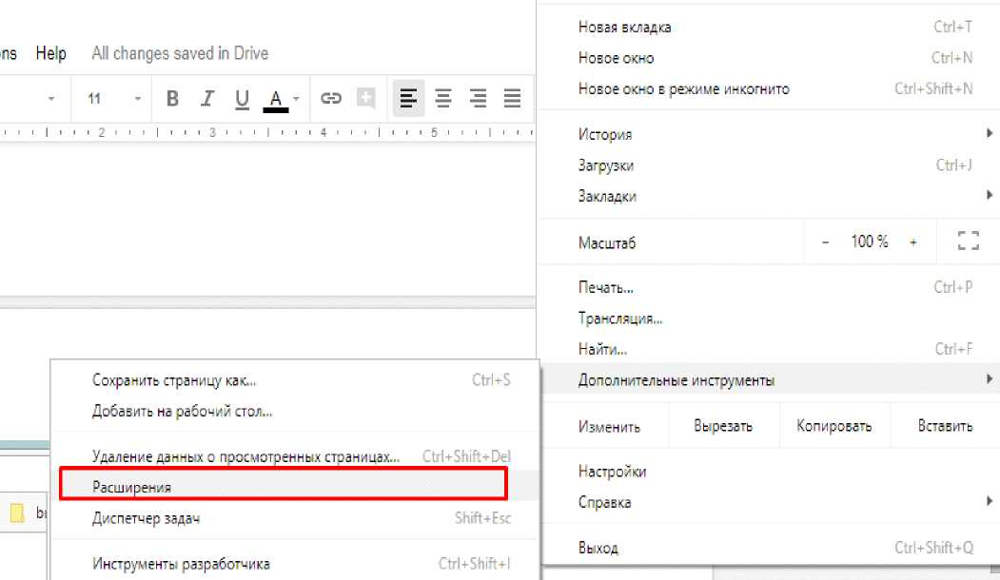 ns Help All changes saved in Drive
11 B I U A
2 3 4 5
Новая вкладка Ctrl+T
Новое окно Ctrl+N
Новое окно в режиме инкогнито Ctrl+Shift+N
История
Загрузки Ctrl+J
Закладки
Масштаб - 100 % +
Печать... Ctrl+P
Трансляция...
Найти... Ctrl+F
Дополнительные инструменты
Изменить Вырезать Копировать Вставить
Настройки
Справка
Выход Ctrl+Shift+Q
Сохранить страницу как... Ctrl+S
Добавить на рабочий стол...
Удаление данных о просмотренных страницах... Ctrl+Shift+Del
Расширения
Диспетчер задач Shift+Esc
Инструменты разработчика Ctrl+Shift+I